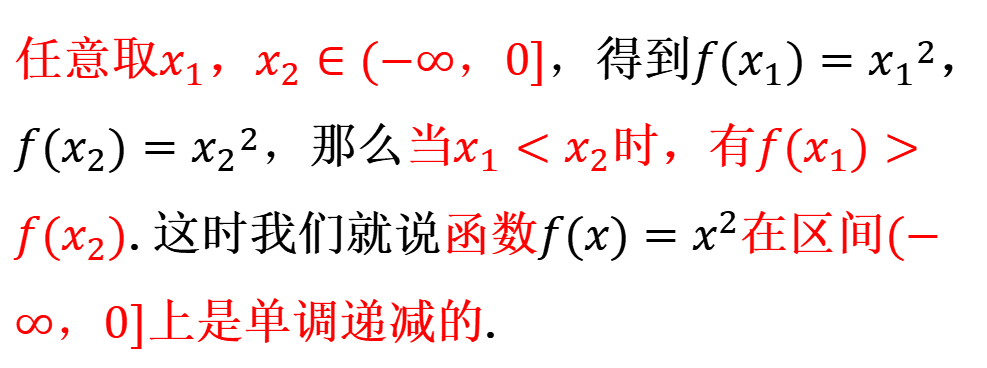 任意取x₁，x₂ ∈ (−∞，0]，得到f(x₁) = x₁²，
f(x₂) = x₂²，那么当x₁ < x₂时，有f(x₁) >
f(x₂). 这时我们就说函数f(x) = x²在区间(−
∞，0]上是单调递减的.